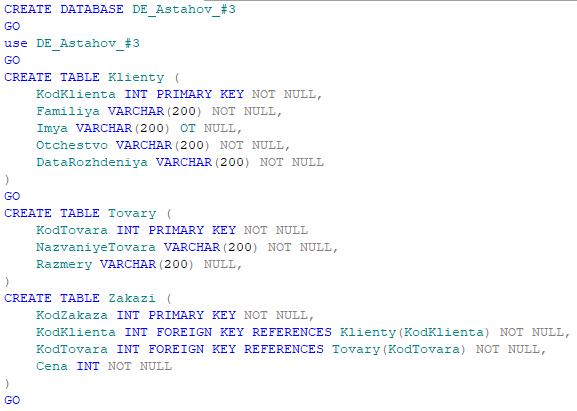 CREATE DATABASE DE_Astahov_#3
GO
use DE_Astahov_#3
GO
CREATE TABLE Klienty (
    KodKlienta INT PRIMARY KEY NOT NULL,
    Familiya VARCHAR(200) NOT NULL,
    Imya VARCHAR(200) OT NULL,
    Otchestvo VARCHAR(200) NOT NULL,
    DataRozhdeniya VARCHAR(200) NOT NULL
)
GO
CREATE TABLE Tovary (
    KodTovara INT PRIMARY KEY NOT NULL
    NazvaniyeTovara VARCHAR(200) NOT NULL,
    Razmery VARCHAR(200) NULL,
)
CREATE TABLE Zakazi (
    KodZakaza INT PRIMARY KEY NOT NULL,
    KodKlienta INT FOREIGN KEY REFERENCES Klienty(KodKlienta) NOT NULL,
    KodTovara INT FOREIGN KEY REFERENCES Tovary(KodTovara) NOT NULL,
    Cena INT NOT NULL
)
GO